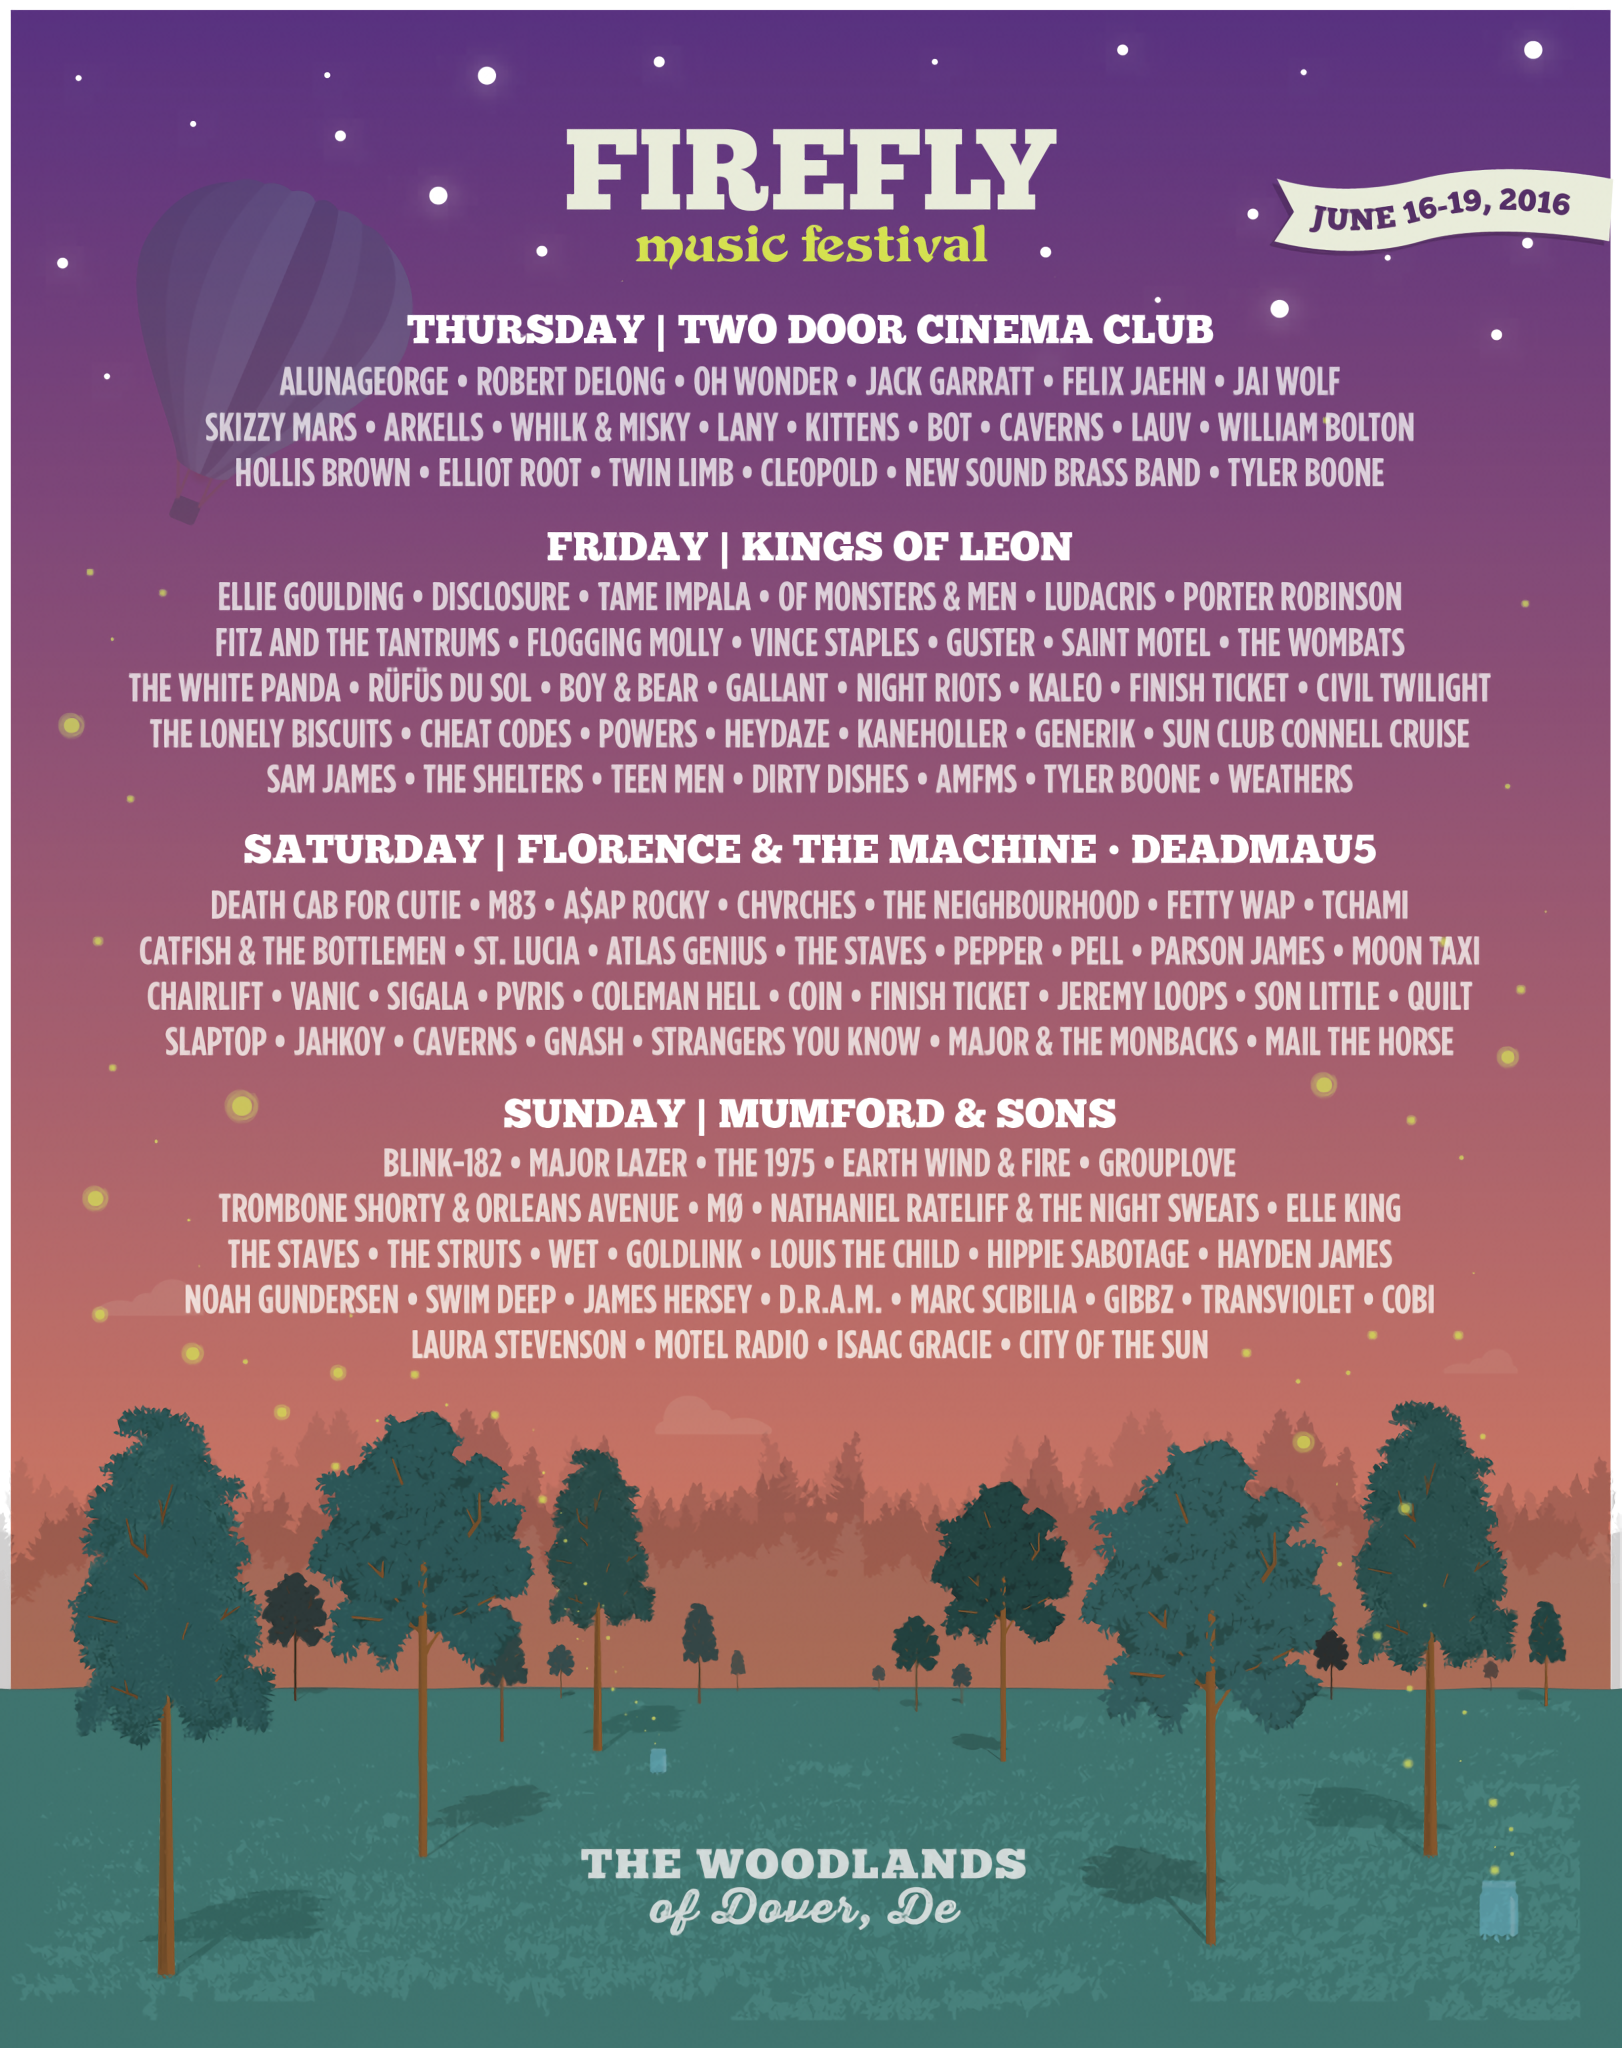 FIREFLY
music festival
JUNE 16-19, 2016
THURSDAY | TWO DOOR CINEMA CLUB
ALUNAGEORGE • ROBERT DELONG • OH WONDER • JACK GARRATT • FELIX JAEHN • JAI WOLF
SKIZZY MARS • ARKELLS • WHILK & MISKY • LANY • KITTENS • BOT • CAVERNS • LAUV • WILLIAM BOLTON
HOLLIS BROWN • ELLIOT ROOT • TWIN LIMB • CLEOPOLD • NEW SOUND BRASS BAND • TYLER BOONE
FRIDAY | KINGS OF LEON
ELLIE GOULDING • DISCLOSURE • TAME IMPALA • OF MONSTERS & MEN • LUDACRIS • PORTER ROBINSON
FITZ AND THE TANTRUMS • FLOGGING MOLLY • VINCE STAPLES • GUSTER • SAINT MOTEL • THE WOMBATS
THE WHITE PANDA • RÜFÜS DU SOL • BOY & BEAR • GALLANT • NIGHT RIOTS • KALEO • FINISH TICKET • CIVIL TWILIGHT
THE LONELY BISCUITS • CHEAT CODES • POWERS • HEYDAZE • KANEHOLLER • GENERIK • SUN CLUB CONNELL CRUISE
SAM JAMES • THE SHELTERS • TEEN MEN • DIRTY DISHES • AMFMS • TYLER BOONE • WEATHERS
SATURDAY | FLORENCE & THE MACHINE • DEADMAU5
DEATH CAB FOR CUTIE • M83 • A$AP ROCKY • CHVRCHES • THE NEIGHBOURHOOD • FETTY WAP • TCHAMI
CATFISH & THE BOTTLEMEN • ST. LUCIA • ATLAS GENIUS • THE STAVES • PEPPER • PELL • PARSON JAMES • MOON TAXI
CHAIRLIFT • VANIC • SIGALA • PVRIS • COLEMAN HELL • COIN • FINISH TICKET • JEREMY LOOPS • SON LITTLE • QUILT
SLAPTOP • JAHKOY • CAVERNS • GNASH • STRANGERS YOU KNOW • MAJOR & THE MONBACKS • MAIL THE HORSE
SUNDAY | MUMFORD & SONS
BLINK-182 • MAJOR LAZER • THE 1975 • EARTH WIND & FIRE • GROUPLOVE
TROMBONE SHORTY & ORLEANS AVENUE • MØ • NATHANIEL RATELIFF & THE NIGHT SWEATS • ELLE KING
THE STAVES • THE STRUTS • WET • GOLDLINK • LOUIS THE CHILD • HIPPIE SABOTAGE • HAYDEN JAMES
NOAH GUNDERSEN • SWIM DEEP • JAMES HERSEY • D.R.A.M. • MARC SCIBILIA • GIBBZ • TRANSVIOLET • COBI
LAURA STEVENSON • MOTEL RADIO • ISAAC GRACIE • CITY OF THE SUN
THE WOODLANDS
of Dover, De